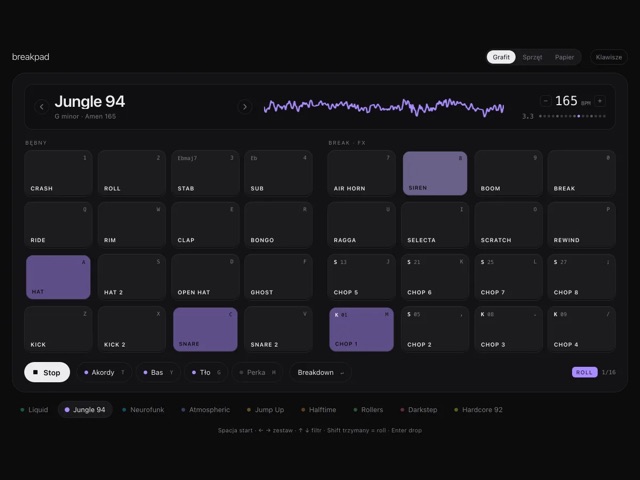 breakpad Grafit Sprzęt Papier Klawisze
Jungle 94
G minor · Amen 165
− 165 BPM +
3.3
BĘBNY BREAK · FX
1 2 Ebmaj7 3 Eb 4 7 8 9 0
CRASH ROLL STAB SUB AIR HORN SIREN BOOM BREAK
Q W E R U I O P
RIDE RIM CLAP BONGO RAGGA SELECTA SCRATCH REWIND
A S D F S 13 J S 21 K S 25 L S 27 ;
HAT HAT 2 OPEN HAT GHOST CHOP 5 CHOP 6 CHOP 7 CHOP 8
Z X C V K 01 M S 05 , K 08 . K 09 /
KICK KICK 2 SNARE SNARE 2 CHOP 1 CHOP 2 CHOP 3 CHOP 4
Stop Akordy T Bas Y Tło G Perka H Breakdown ROLL 1/16
Liquid Jungle 94 Neurofunk Atmospheric Jump Up Halftime Rollers Darkstep Hardcore 92
Spacja start · ← → zestaw · ↑ ↓ filtr · Shift trzymany = roll · Enter drop